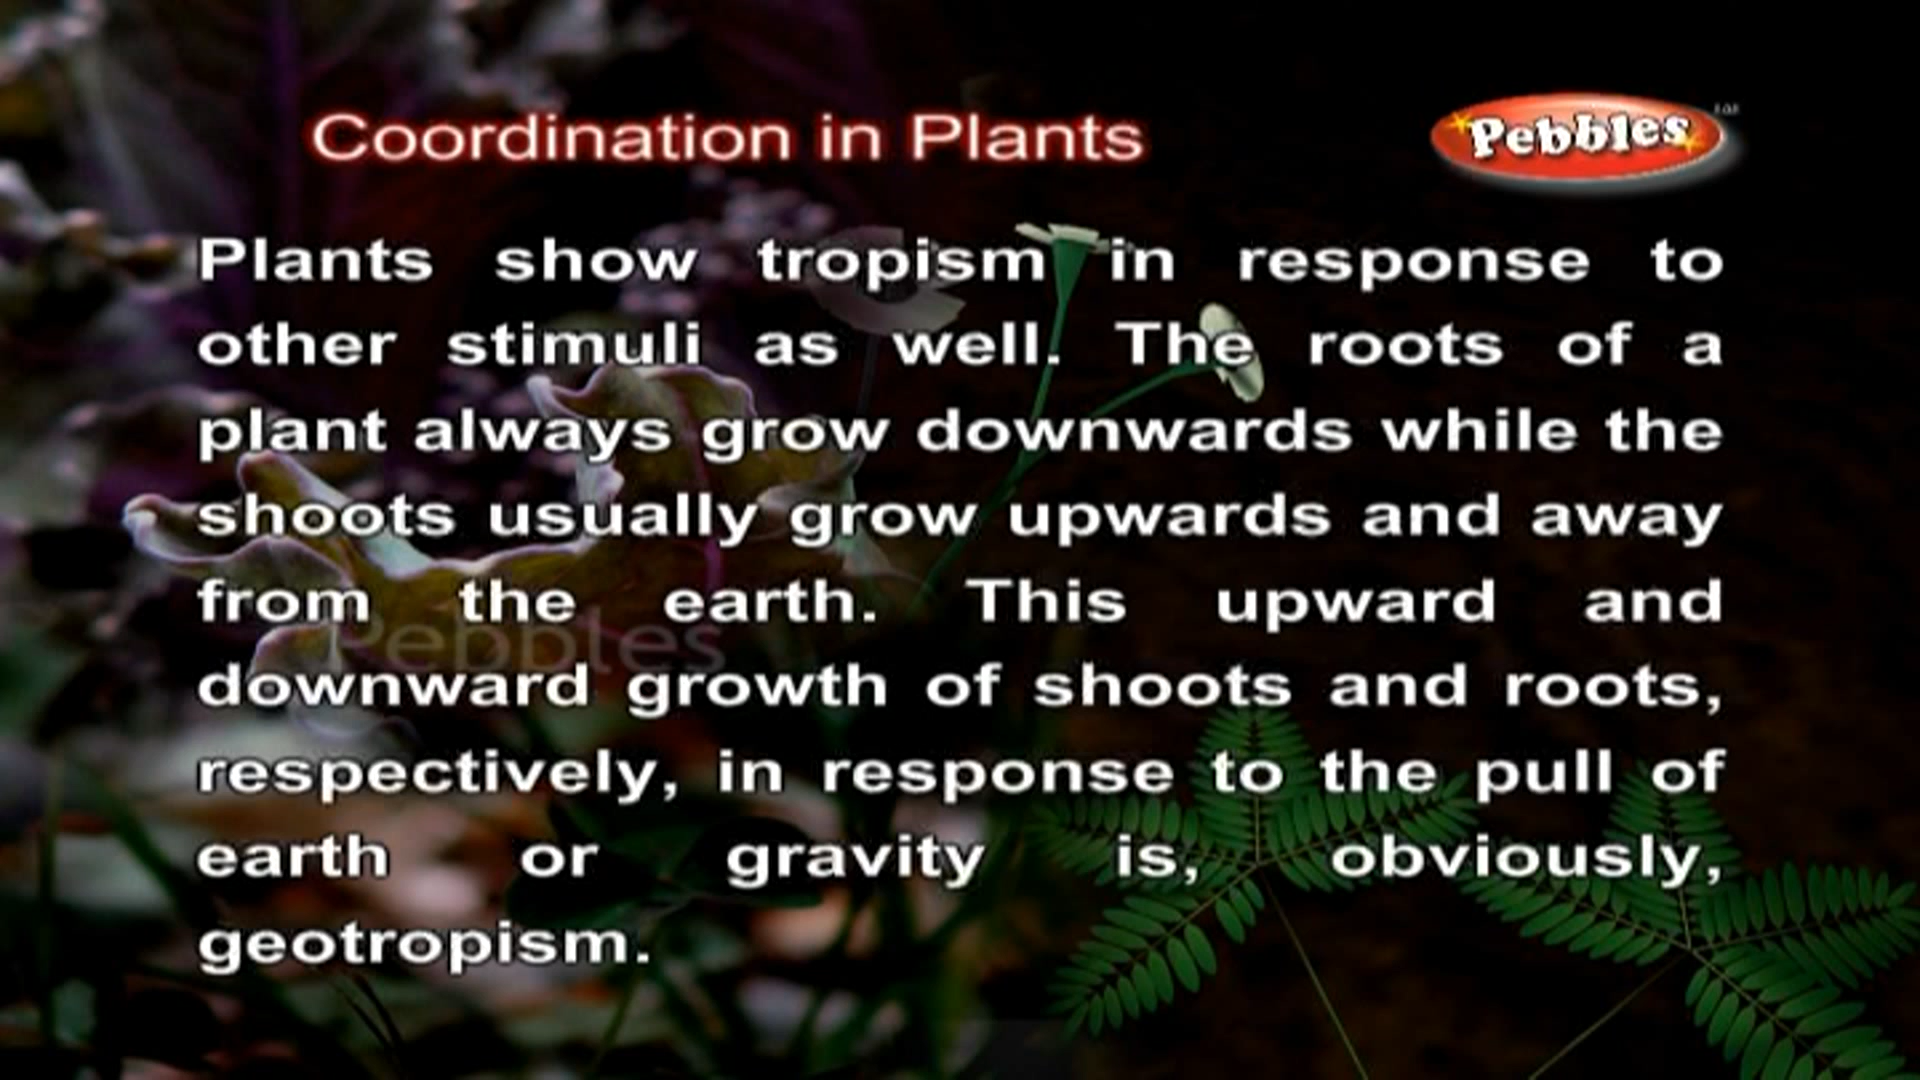 Coordination in Plants
Pebbles
Plants show tropism in response to
other stimuli as well. The roots of a
plant always grow downwards while the
shoots usually grow upwards and away
from the earth. This upward and
Pebbles
downward growth of shoots and roots,
respectively, in response to the pull of
earth or gravity is, obviously,
geotropism.